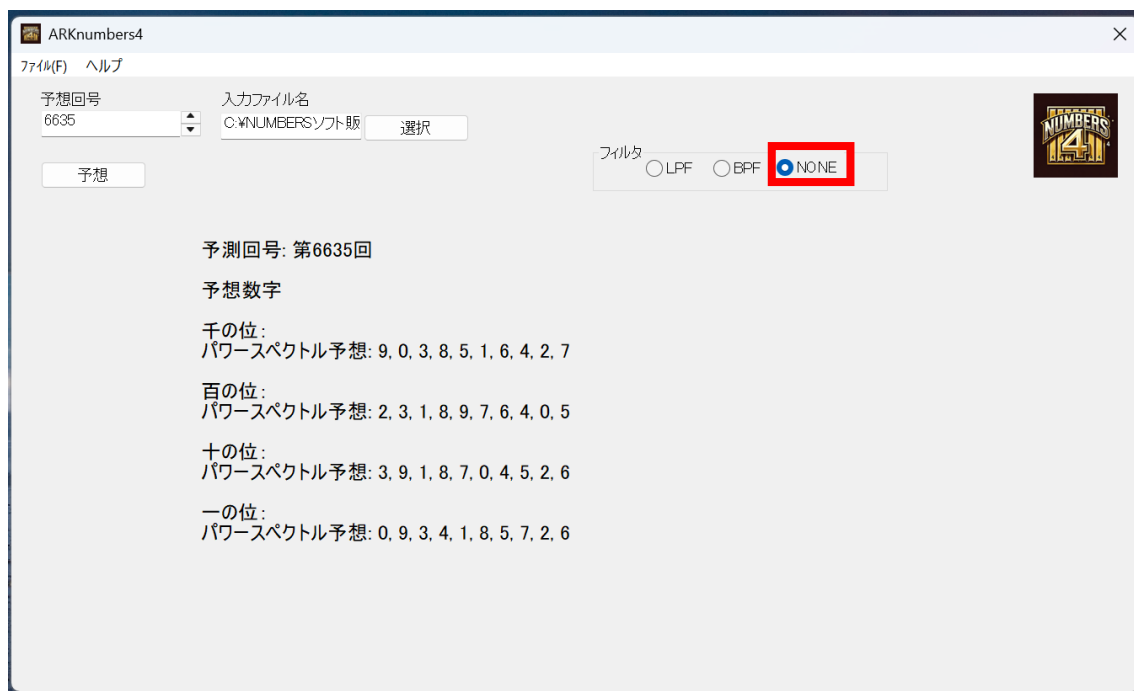 ARKnumbers4
ファイル(F) ヘルプ
予想回号 入力ファイル名
6635 C:¥NUMBERSソフト販 選択
フィルタ
LPF BPF NONE
NUMBERS
4
予想
予測回号: 第6635回
予想数字
千の位:
パワースペクトル予想: 9, 0, 3, 8, 5, 1, 6, 4, 2, 7
百の位:
パワースペクトル予想: 2, 3, 1, 8, 9, 7, 6, 4, 0, 5
十の位:
パワースペクトル予想: 3, 9, 1, 8, 7, 0, 4, 5, 2, 6
一の位:
パワースペクトル予想: 0, 9, 3, 4, 1, 8, 5, 7, 2, 6